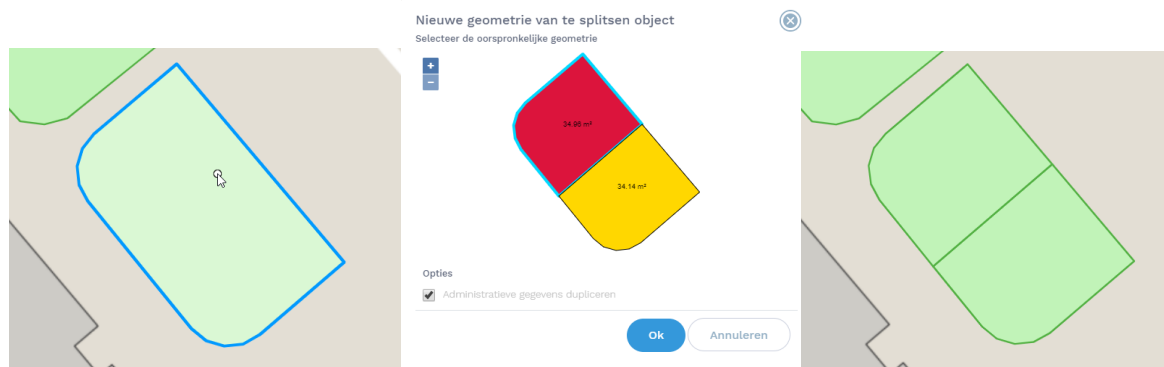 Nieuwe geometrie van te splitsen object
Selecteer de oorspronkelijke geometrie
+
−
34.96 m²
34.14 m²
Opties
Administratieve gegevens dupliceren
Ok
Annuleren